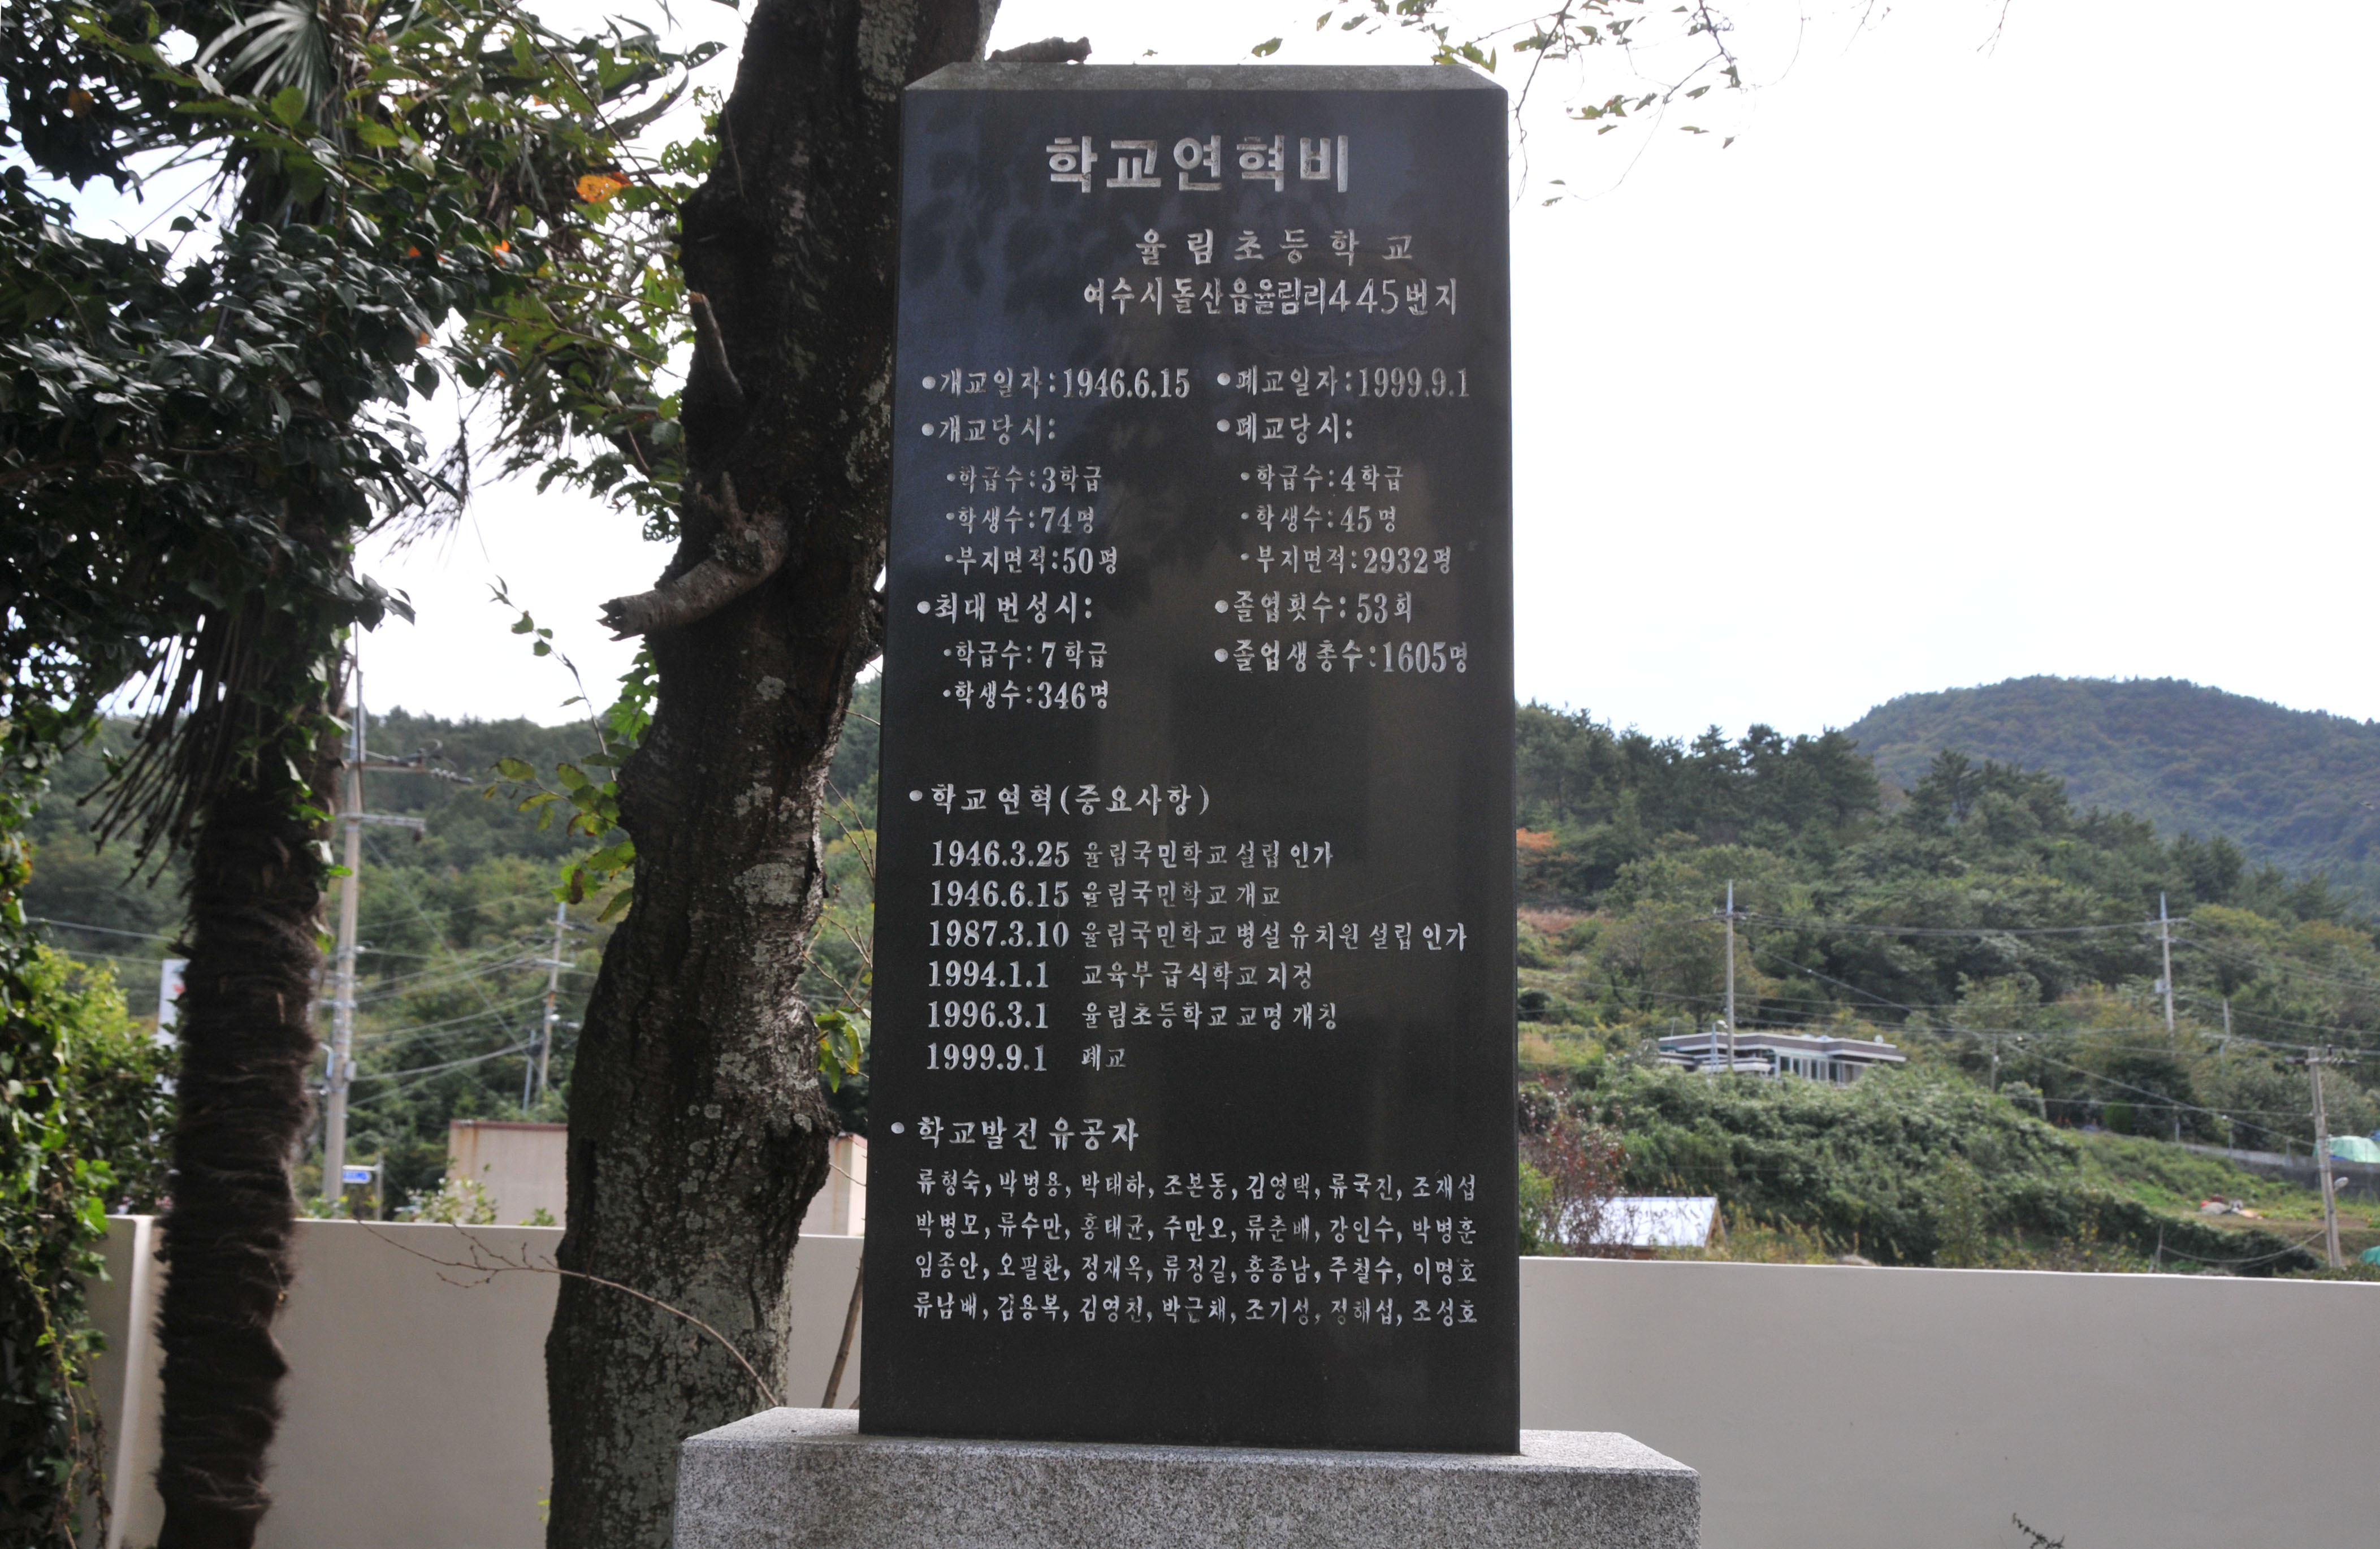 학교연혁비
율림초등학교
여수시돌산읍율림리445번지
•개교일자:1946.6.15 •폐교일자:1999.9.1
•개교당시: •폐교당시:
•학급수:3학급 •학급수:4학급
•학생수:74명 •학생수:45명
•부지면적:50평 •부지면적:2932평
•최대번성시: •졸업횟수:53회
•학급수:7학급 •졸업생총수:1605명
•학생수:346명
•학교연혁(중요사항)
1946.3.25 율림국민학교 설립 인가
1946.6.15 율림국민학교 개교
1987.3.10 율림국민학교 병설 유치원 설립 인가
1994.1.1 교육부 급식학교 지정
1996.3.1 율림초등학교 교명 개칭
1999.9.1 폐교
•학교발전유공자
류형숙, 박병용, 박태하, 조본동, 김영택, 류국진, 조재섭
박병모, 류수만, 홍태균, 주만오, 류춘배, 강인수, 박병훈
임종안, 오필환, 정재옥, 류정길, 홍종남, 주철수, 이명호
류남배, 김용복, 김영천, 박근채, 조기성, 정해섭, 조성호